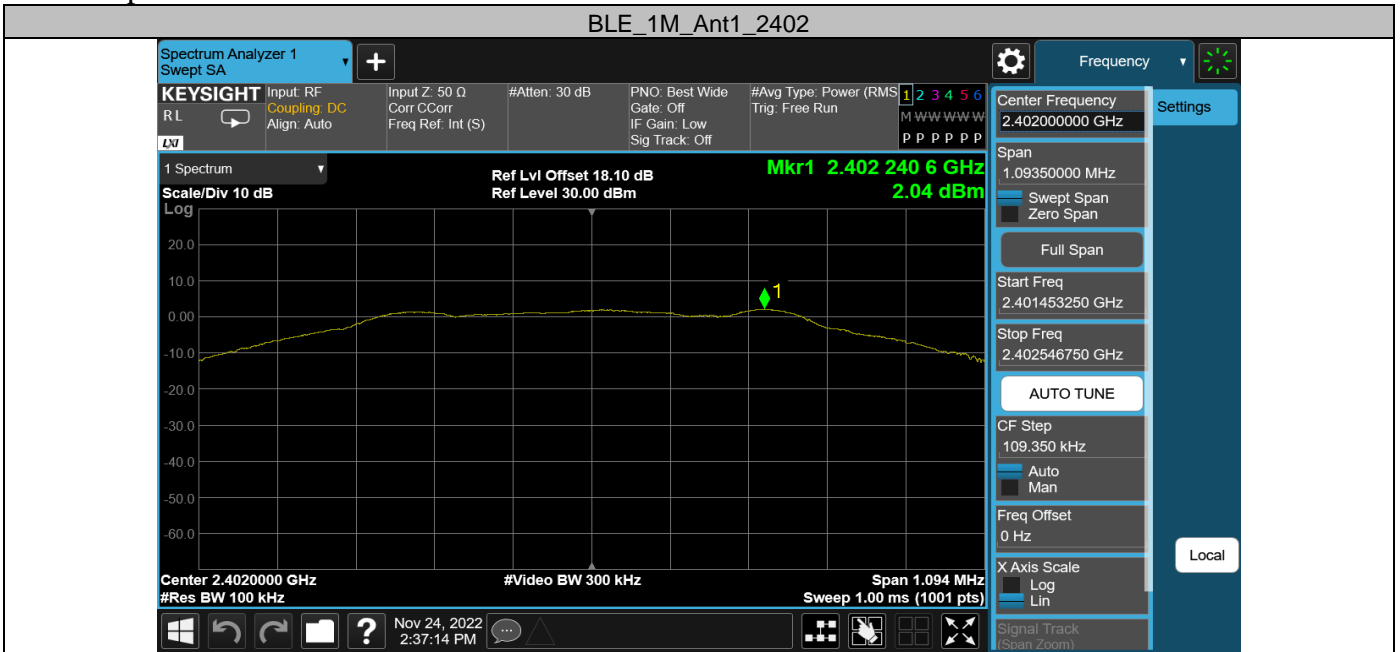 BLE_1M_Ant1_2402
Spectrum Analyzer 1
Swept SA
Frequency
KEYSIGHT
RL
LXI
Input: RF
Coupling: DC
Align: Auto
Input Z: 50 Ω
Corr CCorr
Freq Ref: Int (S)
#Atten: 30 dB
PNO: Best Wide
Gate: Off
IF Gain: Low
Sig Track: Off
#Avg Type: Power (RMS
Trig: Free Run
1 2 3 4 5 6
M W W W W W
P P P P P P
1 Spectrum
Scale/Div 10 dB
Log
Ref Lvl Offset 18.10 dB
Ref Level 30.00 dBm
Mkr1 2.402 240 6 GHz
2.04 dBm
20.0
10.0
0.00
-10.0
-20.0
-30.0
-40.0
-50.0
-60.0
1
Center 2.4020000 GHz
#Res BW 100 kHz
#Video BW 300 kHz
Span 1.094 MHz
Sweep 1.00 ms (1001 pts)
Center Frequency
2.402000000 GHz
Span
1.09350000 MHz
Swept Span
Zero Span
Full Span
Start Freq
2.401453250 GHz
Stop Freq
2.402546750 GHz
AUTO TUNE
CF Step
109.350 kHz
Auto
Man
Freq Offset
0 Hz
X Axis Scale
Log
Lin
Signal Track
(Span Zoom)
Settings
Local
?
Nov 24, 2022
2:37:14 PM